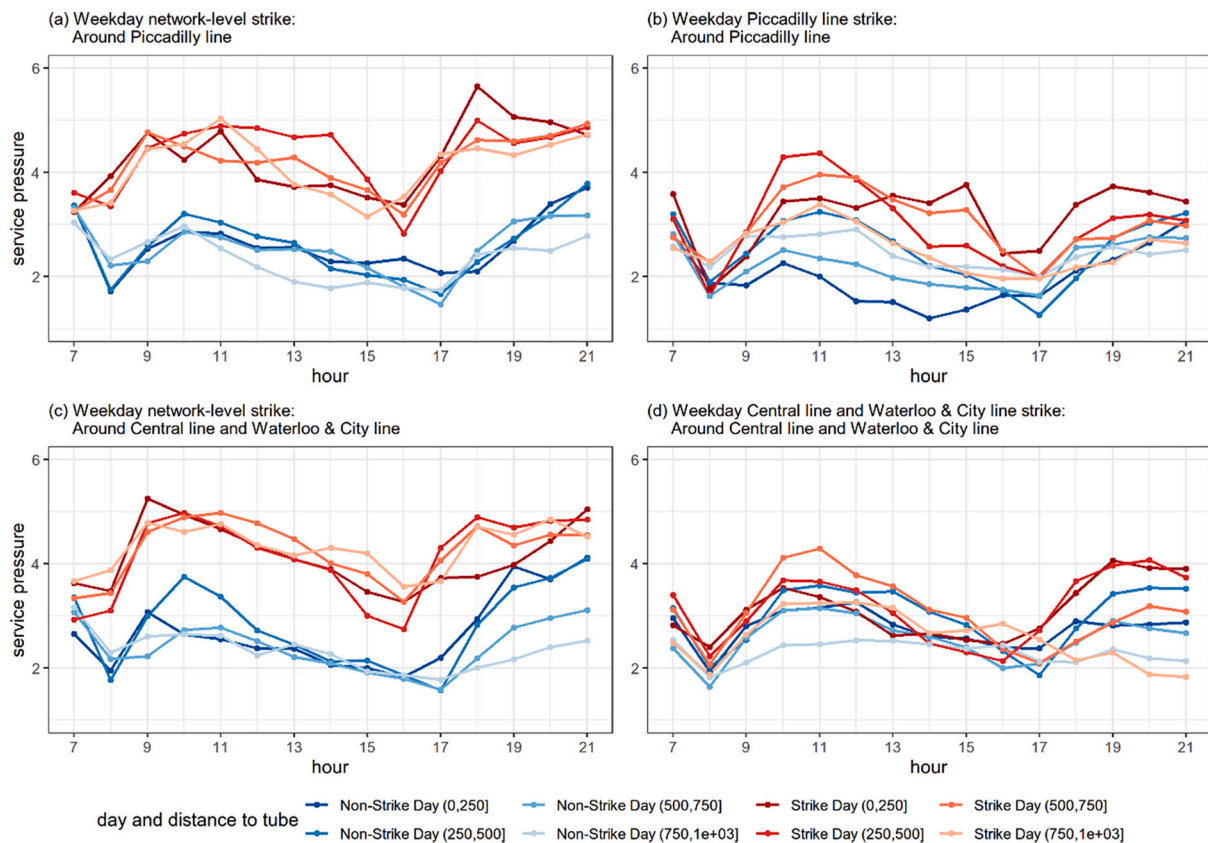 (a) Weekday network-level strike:
Around Piccadilly line
6
4
2
service pressure
7 9 11 13 15 17 19 21
hour
(b) Weekday Piccadilly line strike:
Around Piccadilly line
6
4
2
7 9 11 13 15 17 19 21
hour
(c) Weekday network-level strike:
Around Central line and Waterloo & City line
6
4
2
service pressure
7 9 11 13 15 17 19 21
hour
(d) Weekday Central line and Waterloo & City line strike:
Around Central line and Waterloo & City line
6
4
2
7 9 11 13 15 17 19 21
hour
day and distance to tube
Non-Strike Day (0,250] Non-Strike Day (500,750] Strike Day (0,250] Strike Day (500,750]
Non-Strike Day (250,500] Non-Strike Day (750,1e+03] Strike Day (250,500] Strike Day (750,1e+03]